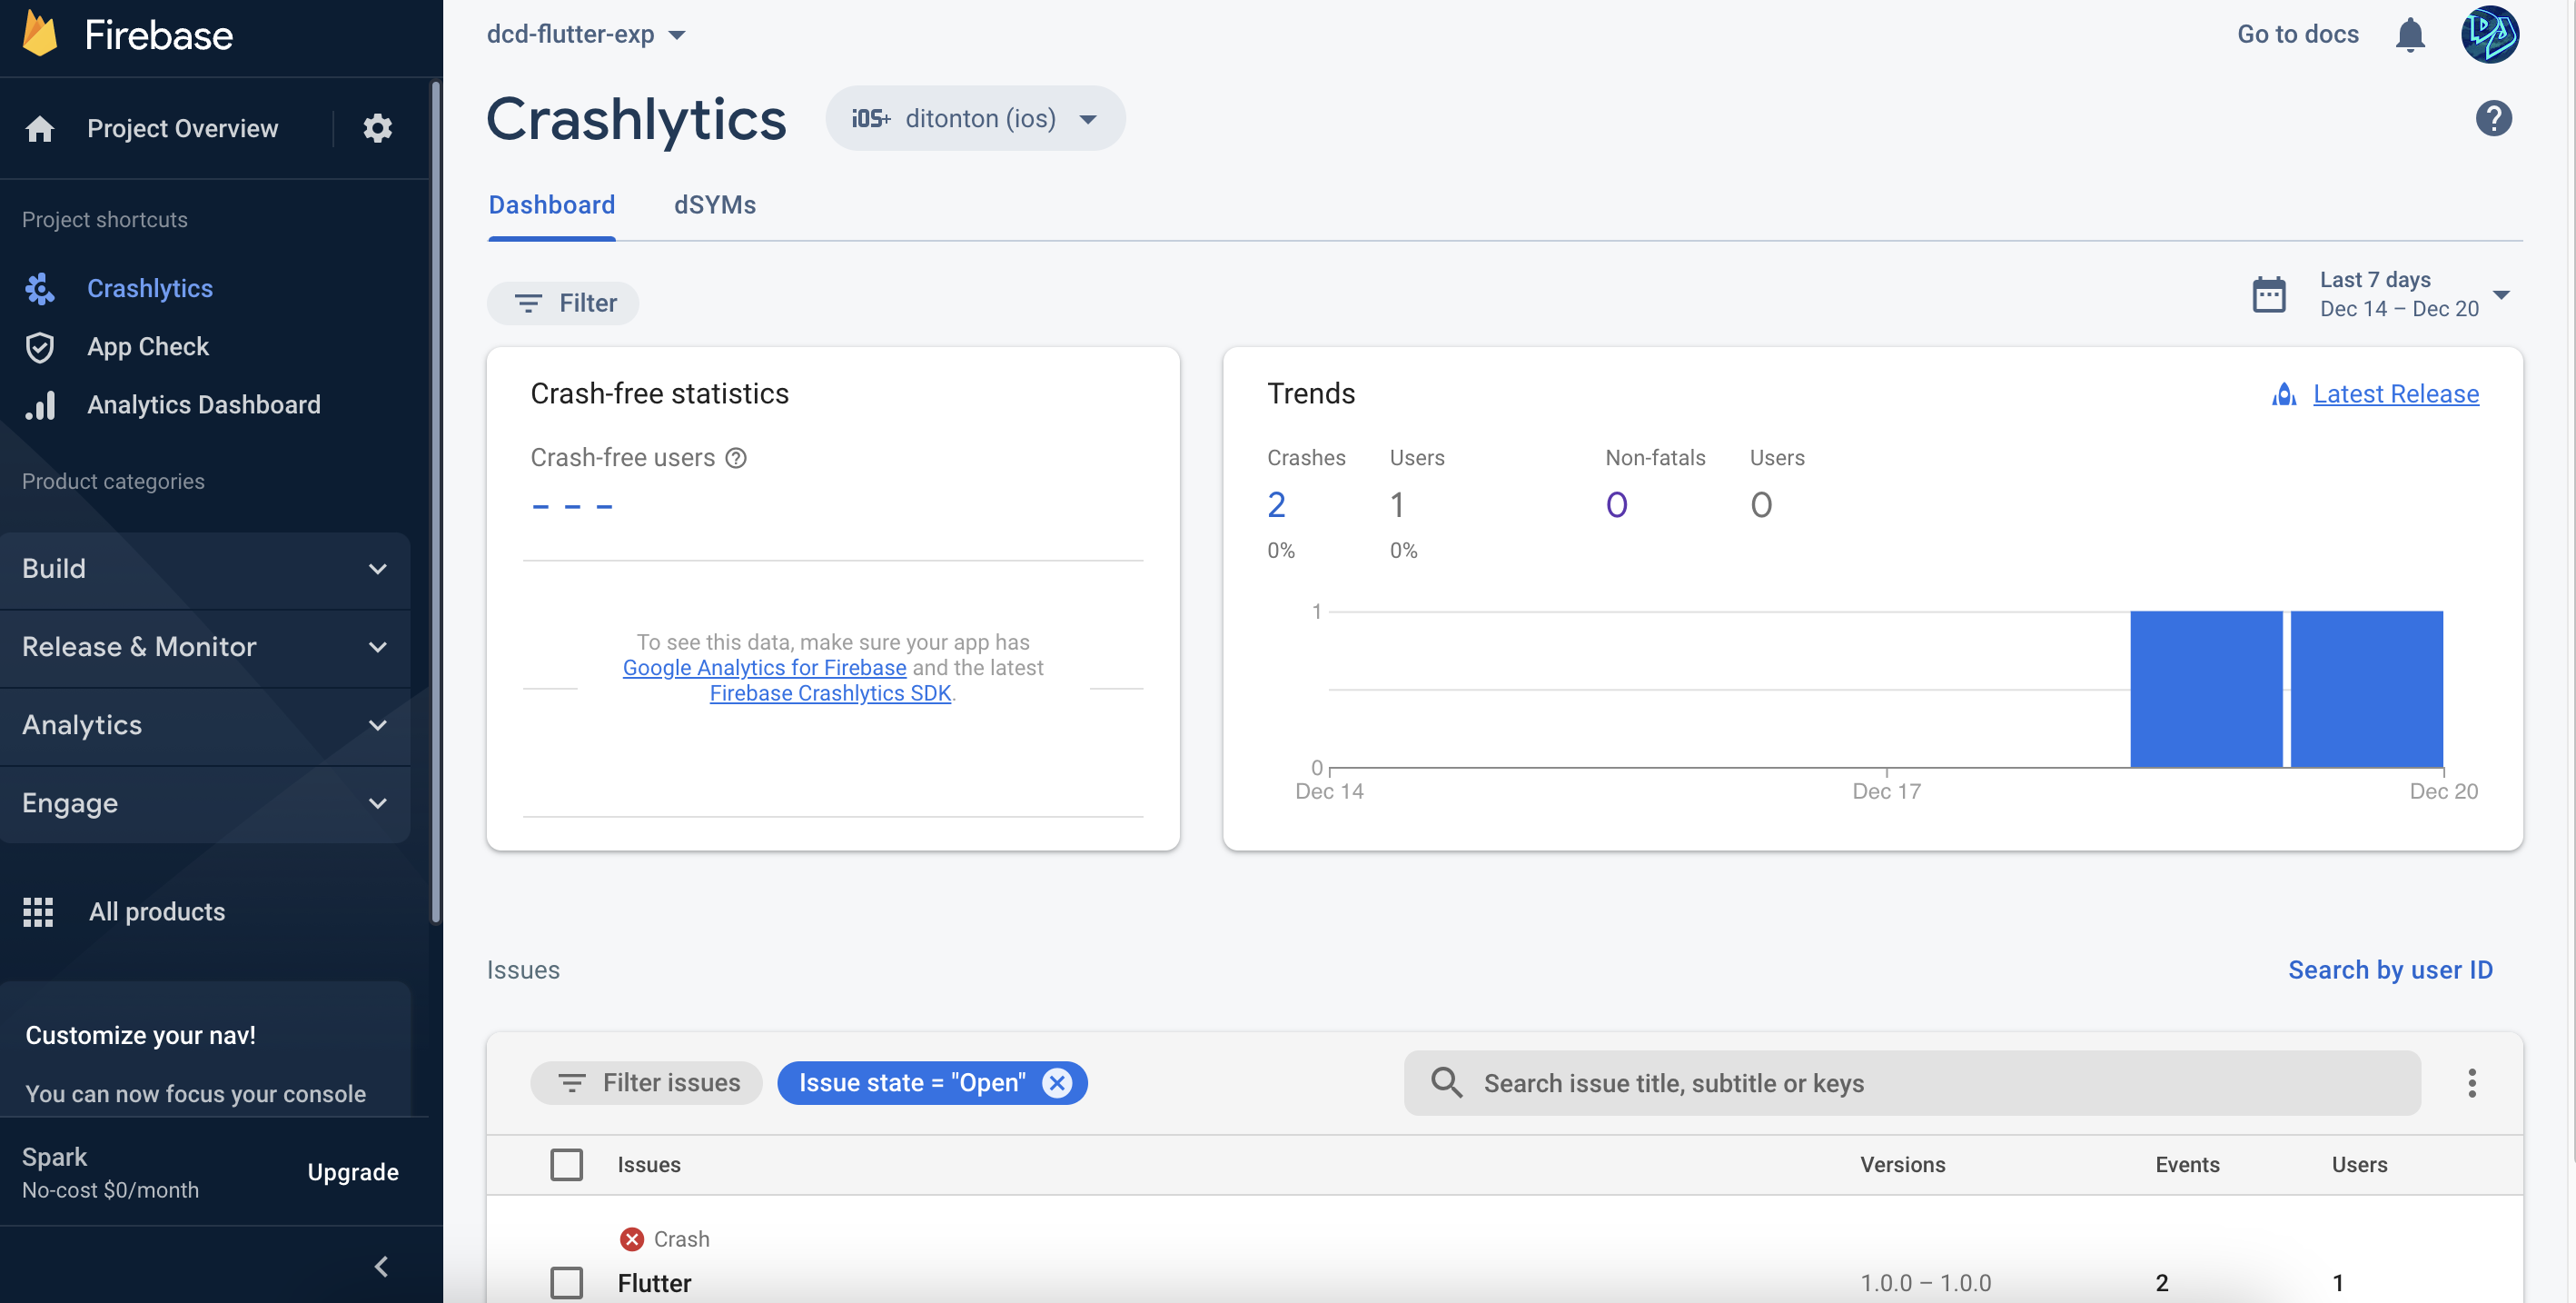 Firebase
Project Overview
Project shortcuts
Crashlytics
App Check
Analytics Dashboard
Product categories
Build
Release & Monitor
Analytics
Engage
All products
Customize your nav!
You can now focus your console
Spark
No-cost $0/month
Upgrade
dcd-flutter-exp
Go to docs
Crashlytics
iOS+ ditonton (ios)
Dashboard dSYMs
Filter
Last 7 days
Dec 14 – Dec 20
Crash-free statistics
Crash-free users
To see this data, make sure your app has
Google Analytics for Firebase and the latest
Firebase Crashlytics SDK.
Trends
Latest Release
Crashes Users Non-fatals Users
2 1 0 0
0% 0%
1
0
Dec 14 Dec 17 Dec 20
Issues
Search by user ID
Filter issues
Issue state = "Open"
Search issue title, subtitle or keys
Issues Versions Events Users
Crash
Flutter 1.0.0 – 1.0.0 2 1